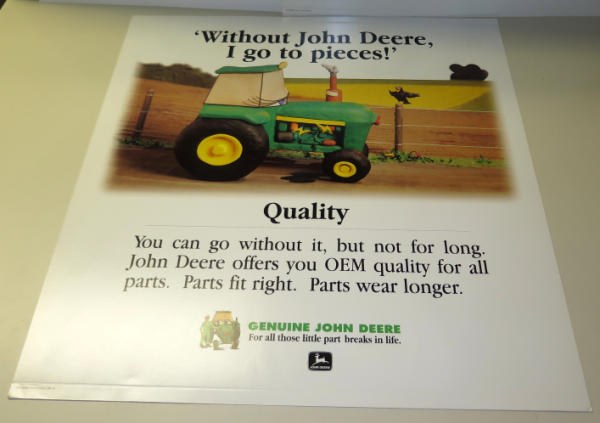 ‘Without John Deere,
I go to pieces!’
Quality
You can go without it, but not for long.
John Deere offers you OEM quality for all
parts. Parts fit right. Parts wear longer.
GENUINE JOHN DEERE
For all those little part breaks in life.
JOHN DEERE